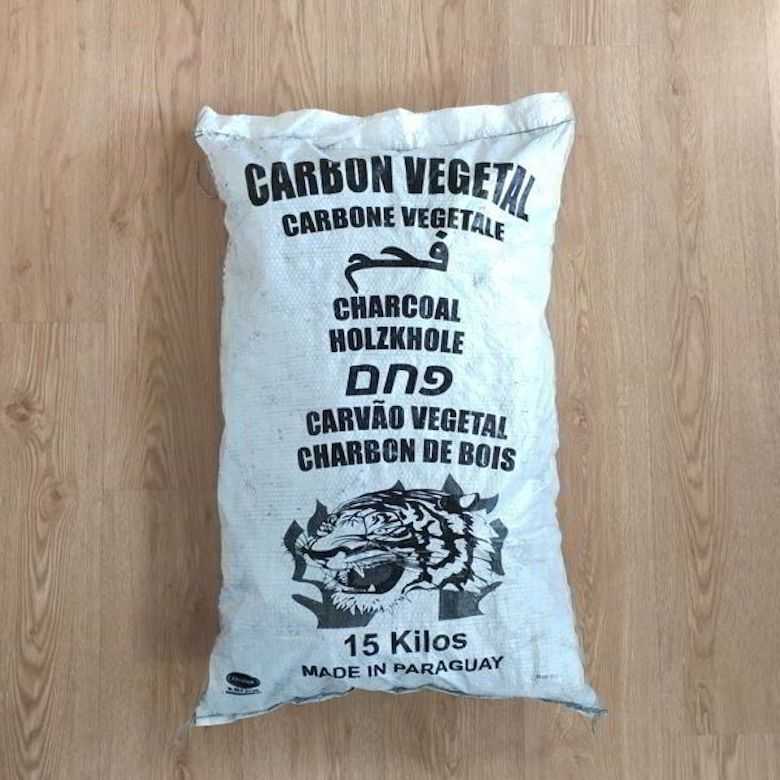 CARBON VEGETAL
CARBONE VEGETALE
فحم
CHARCOAL
HOLZKHOLE
פחם
CARVÃO VEGETAL
CHARBON DE BOIS
15 Kilos
MADE IN PARAGUAY